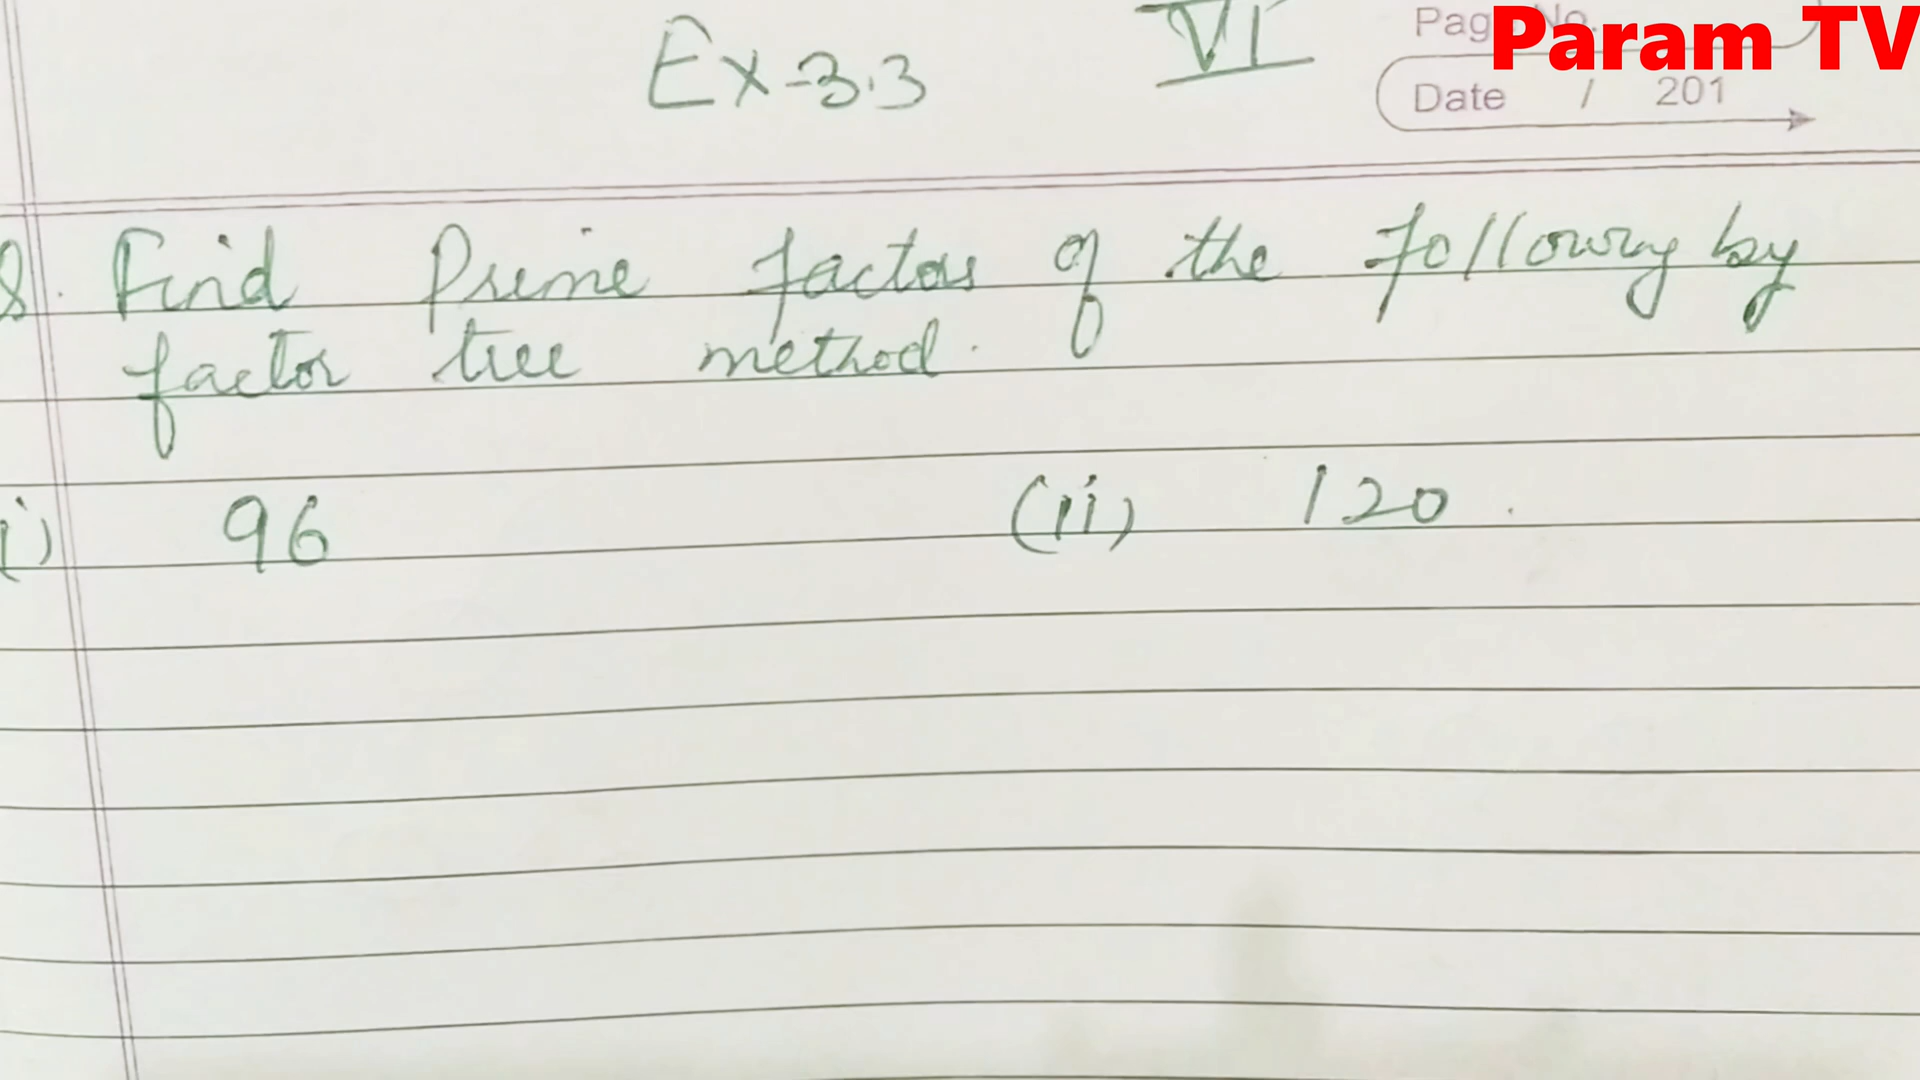 Ex-3.3 VI
Page No.
Param TV
Date / 201
Q. Find Prime factors of the following by
factor tree method.
(i) 96 (ii) 120.